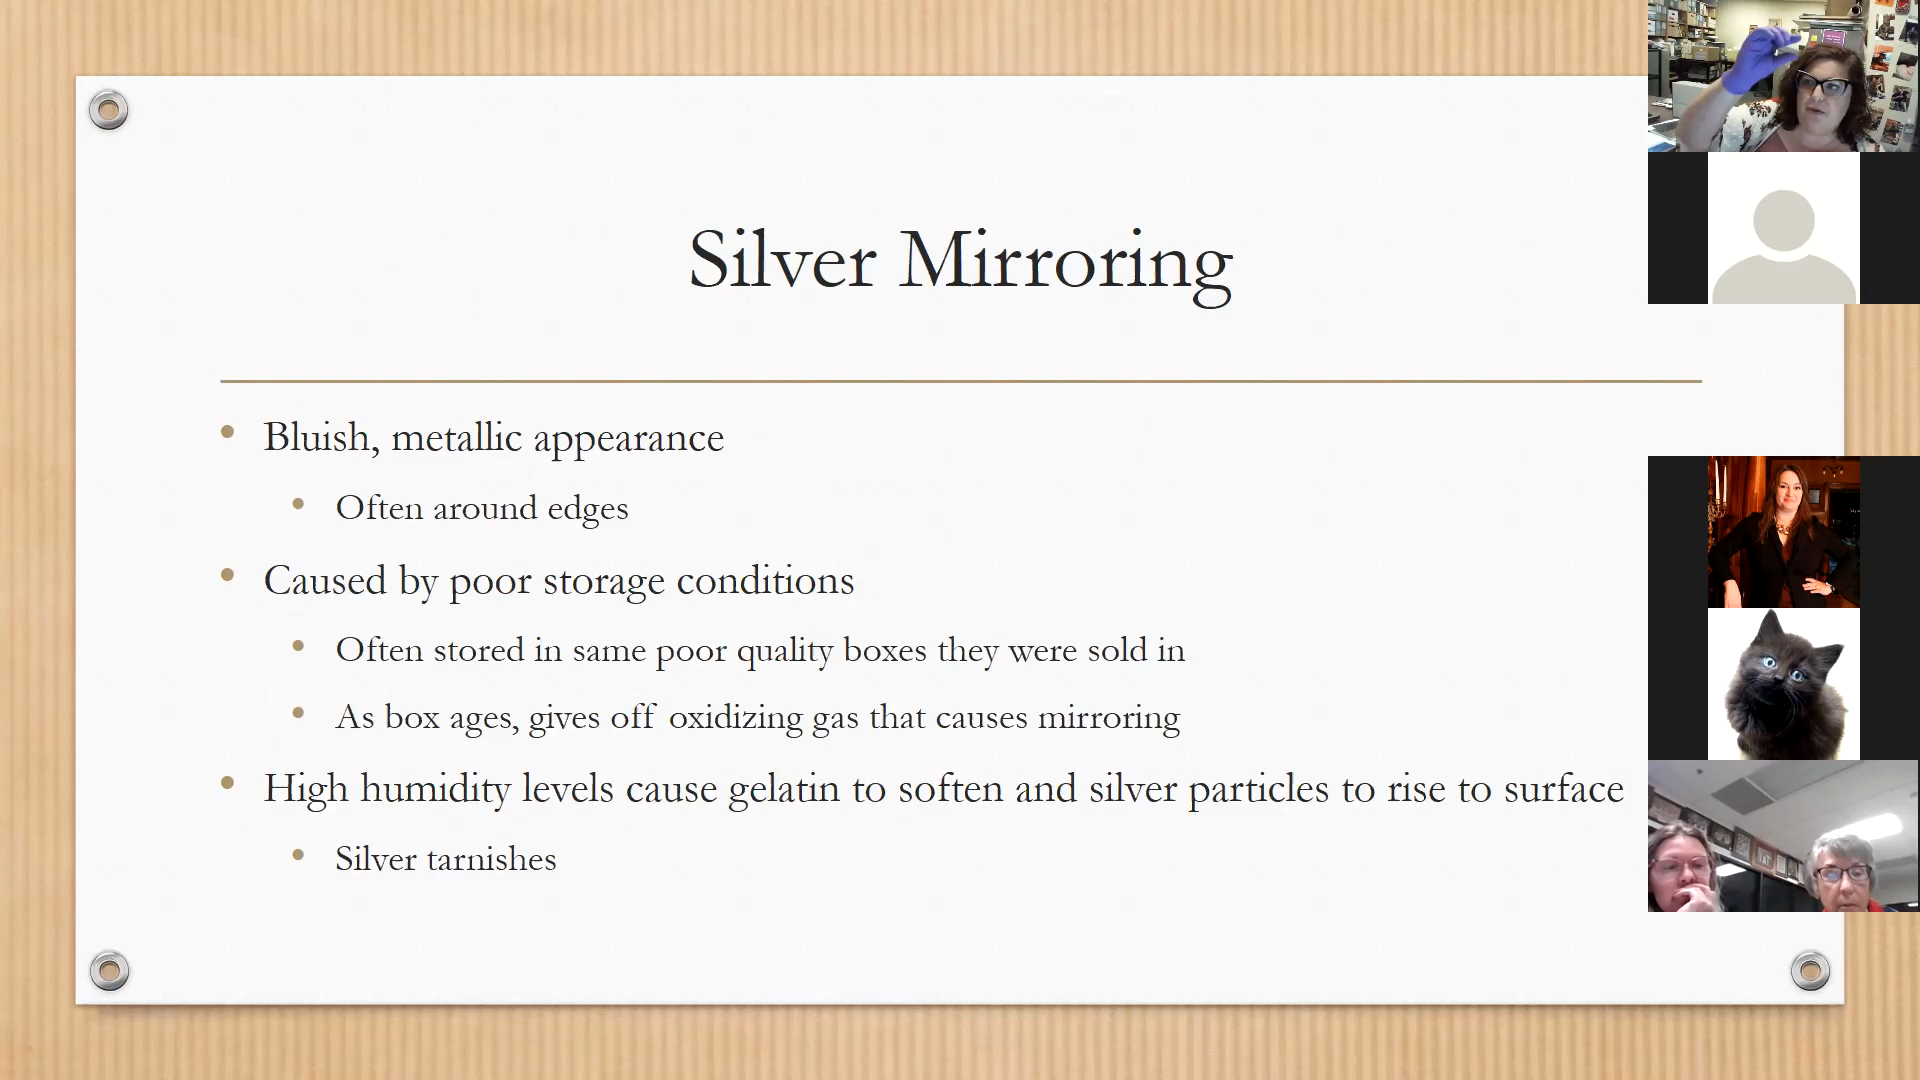 Silver Mirroring
Bluish, metallic appearance
Often around edges
Caused by poor storage conditions
Often stored in same poor quality boxes they were sold in
As box ages, gives off oxidizing gas that causes mirroring
High humidity levels cause gelatin to soften and silver particles to rise to surface
Silver tarnishes